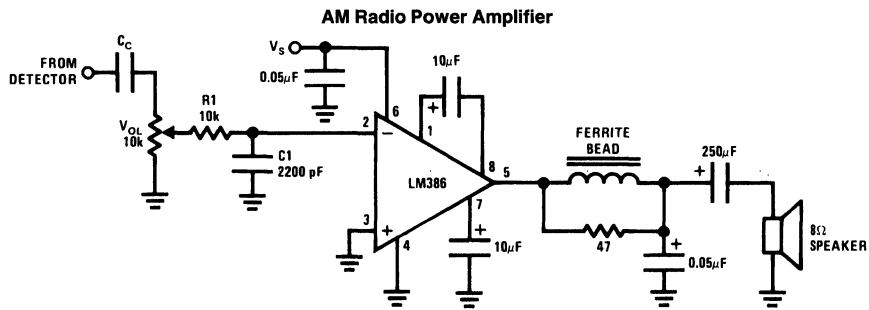 AM Radio Power Amplifier
FROM
DETECTOR
CC
VOL
10k
R1
10k
C1
2200 pF
VS
0.05μF
10μF
+
6
1
2
−
8
5
LM386
3
+
4
7
+
10μF
FERRITE
BEAD
47
+
250μF
+
0.05μF
8Ω
SPEAKER